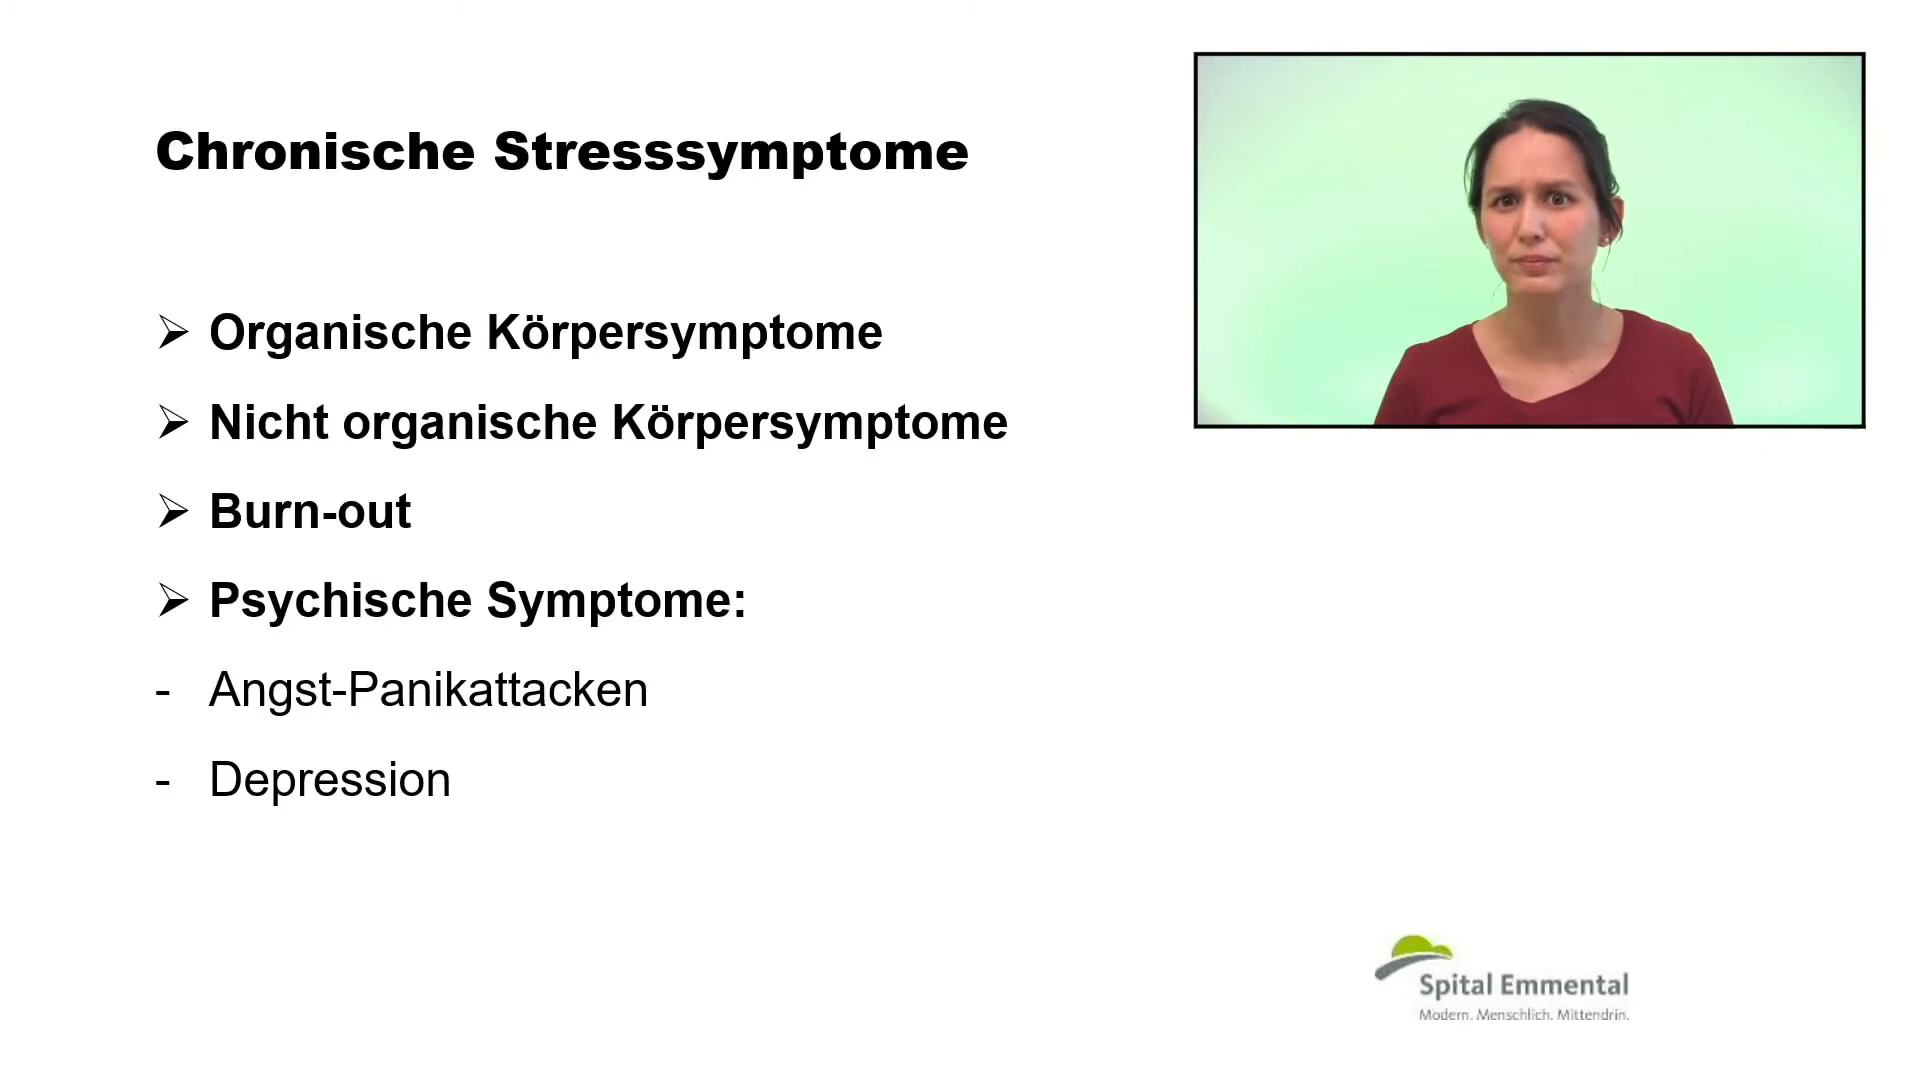 Chronische Stresssymptome
➢ Organische Körpersymptome
➢ Nicht organische Körpersymptome
➢ Burn-out
➢ Psychische Symptome:
- Angst-Panikattacken
- Depression
Spital Emmental
Modern. Menschlich. Mittendrin.